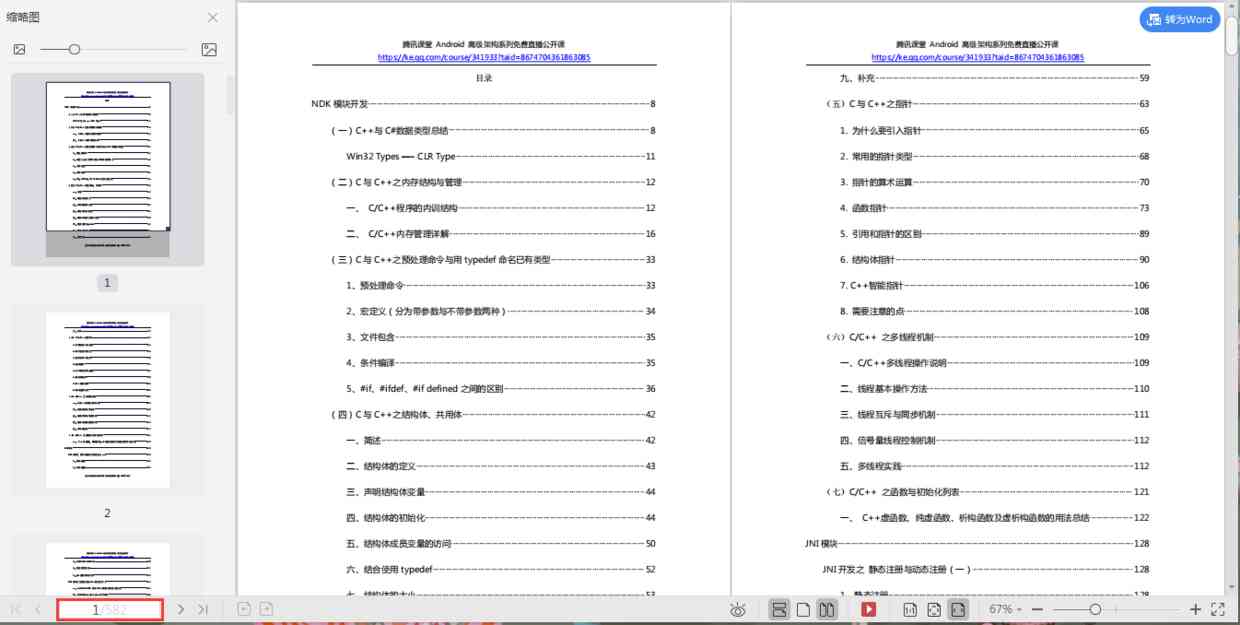 缩略图
转为Word
1
2
腾讯课堂 Android 高级架构系列免费直播公开课
https://ke.qq.com/course/341933?taid=8674704361863085
目录
NDK 模块开发 8
(一) C++与 C#数据类型总结 8
Win32 Types ── CLR Type 11
(二) C 与 C++之内存结构与管理 12
一、 C/C++程序的内训结构 12
二、 C/C++内存管理详解 16
(三) C 与 C++之预处理命令与用 typedef 命名已有类型 33
1、预处理命令 33
2、宏定义(分为带参数与不带参数两种) 34
3、文件包含 35
4、条件编译 35
5、#if、#ifdef、#if defined 之间的区别 36
(四) C 与 C++之结构体、共用体 42
一、简述 42
二、结构体的定义 43
三、声明结构体变量 44
四、结构体的初始化 44
五、结构体成员变量的访问 50
六、结合使用 typedef 52
七、结构体的大小 53
腾讯课堂 Android 高级架构系列免费直播公开课
https://ke.qq.com/course/341933?taid=8674704361863085
九、补充 59
(五) C 与 C++之指针 63
1. 为什么要引入指针 65
2. 常用的指针类型 68
3. 指针的算术运算 70
4. 函数指针 73
5. 引用和指针的区别 89
6. 结构体指针 90
7. C++智能指针 106
8. 需要注意的点 108
(六) C/C++ 之多线程机制 109
一、C/C++多线程操作说明 109
二、线程基本操作方法 110
三、线程互斥与同步机制 111
四、信号量线程控制机制 112
五、多线程实践 112
(七) C/C++ 之函数与初始化列表 121
一、 C++虚函数、纯虚函数、析构函数及虚析构函数的用法总结 122
JNI 模块 128
JNI 开发之 静态注册与动态注册(一) 128
1、静态注册 128
1/582
67%